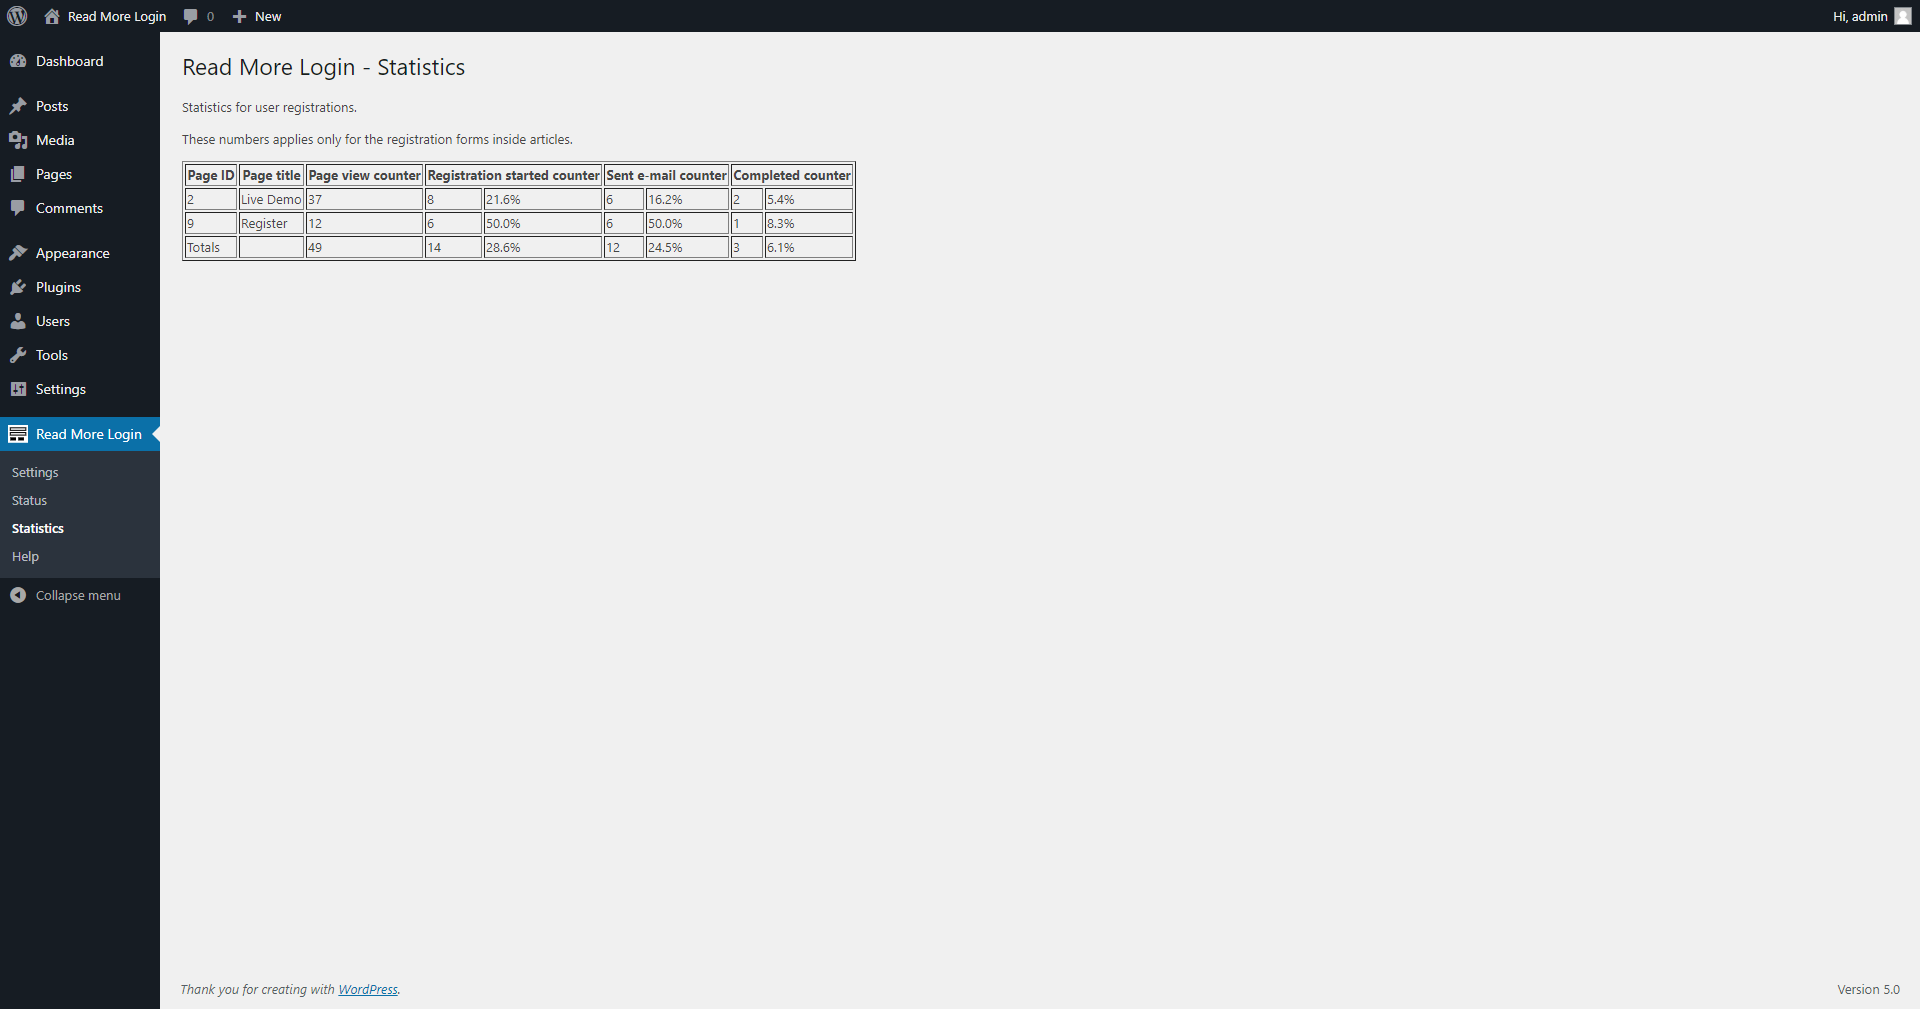 Read More Login 0 New Hi, admin
Dashboard
Posts
Media
Pages
Comments
Appearance
Plugins
Users
Tools
Settings
Read More Login
Settings
Status
Statistics
Help
Collapse menu
Read More Login - Statistics
Statistics for user registrations.
These numbers applies only for the registration forms inside articles.
Page ID Page title Page view counter Registration started counter Sent e-mail counter Completed counter
2 Live Demo 37 8 21.6% 6 16.2% 2 5.4%
9 Register 12 6 50.0% 6 50.0% 1 8.3%
Totals 49 14 28.6% 12 24.5% 3 6.1%
Thank you for creating with WordPress. Version 5.0